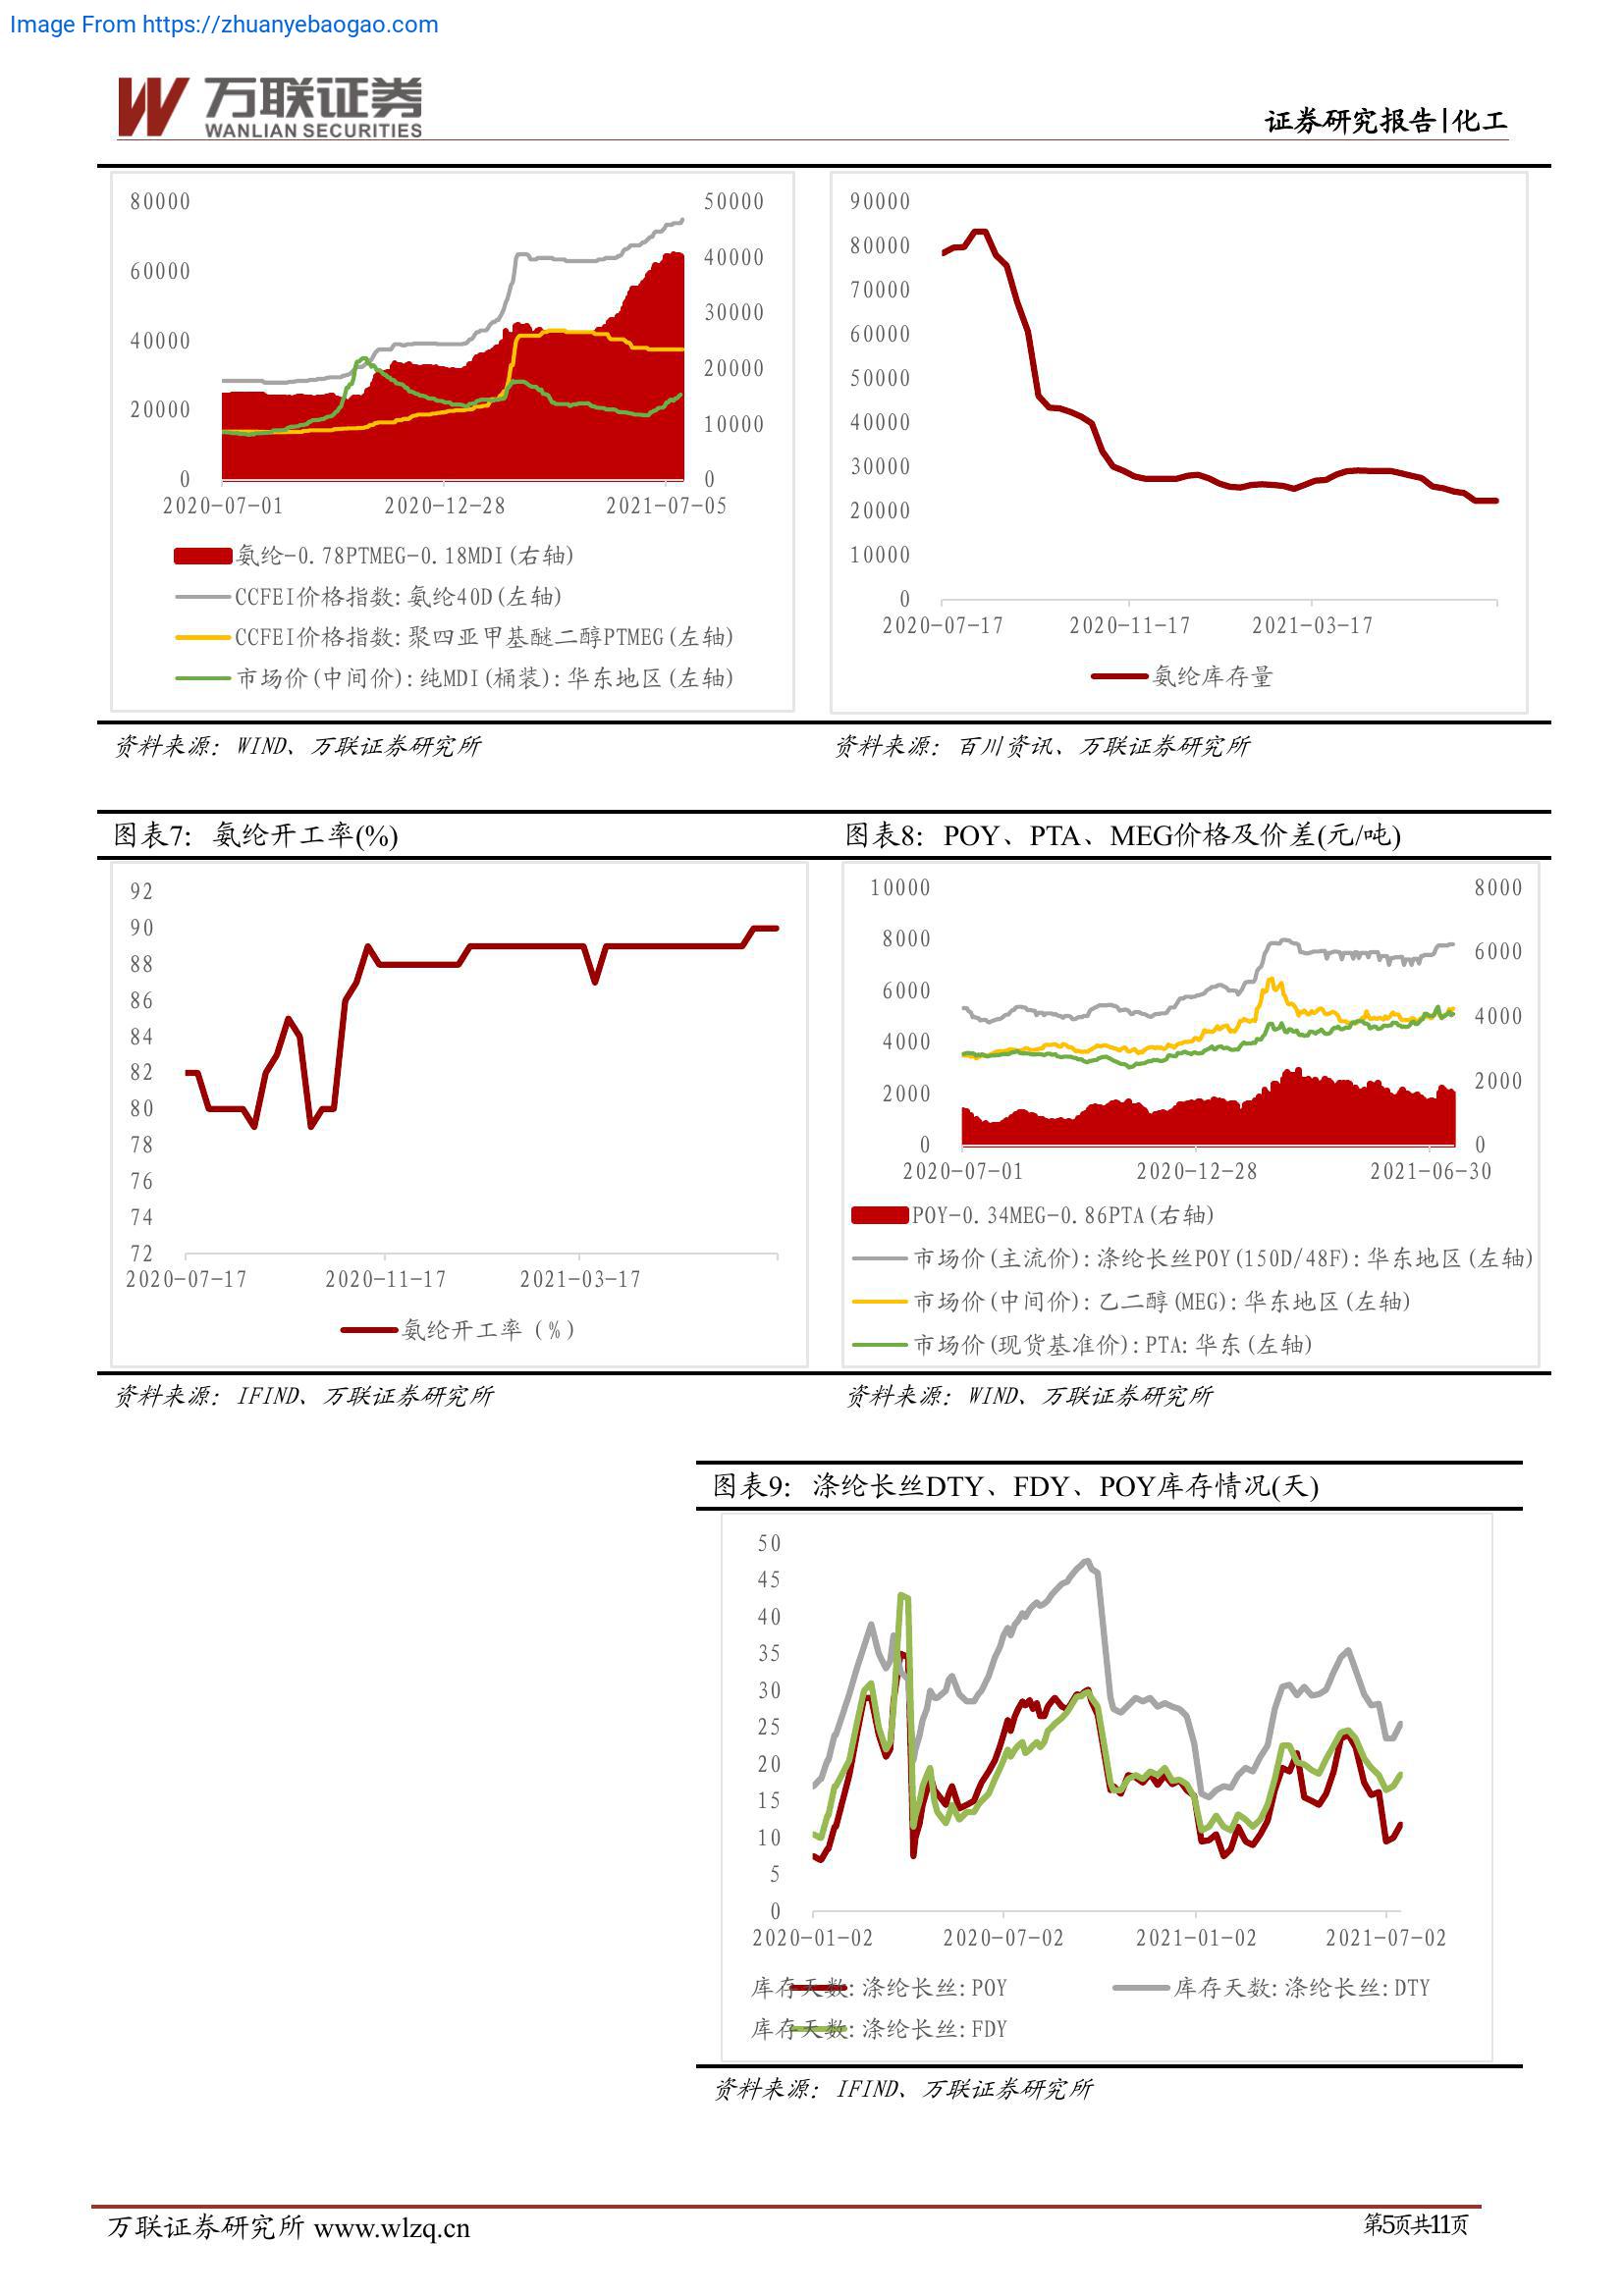 Image From https://zhuanyebaogao.com
万联证券
WANLIAN SECURITIES
证券研究报告|化工
80000
60000
40000
20000
0
50000
40000
30000
20000
10000
0
2020-07-01 2020-12-28 2021-07-05
氨纶-0.78PTMEG-0.18MDI(右轴)
CCFEI价格指数:氨纶40D(左轴)
CCFEI价格指数:聚四亚甲基醚二醇PTMEG(左轴)
市场价(中间价):纯MDI(桶装):华东地区(左轴)
90000
80000
70000
60000
50000
40000
30000
20000
10000
0
2020-07-17 2020-11-17 2021-03-17
氨纶库存量
资料来源：WIND、万联证券研究所
资料来源：百川资讯、万联证券研究所
图表7：氨纶开工率(%)
92
90
88
86
84
82
80
78
76
74
72
2020-07-17 2020-11-17 2021-03-17
氨纶开工率（%）
资料来源：IFIND、万联证券研究所
图表8：POY、PTA、MEG价格及价差(元/吨)
10000
8000
6000
4000
2000
0
8000
6000
4000
2000
0
2020-07-01 2020-12-28 2021-06-30
POY-0.34MEG-0.86PTA(右轴)
市场价(主流价):涤纶长丝POY(150D/48F):华东地区(左轴)
市场价(中间价):乙二醇(MEG):华东地区(左轴)
市场价(现货基准价):PTA:华东(左轴)
资料来源：WIND、万联证券研究所
图表9：涤纶长丝DTY、FDY、POY库存情况(天)
50
45
40
35
30
25
20
15
10
5
0
2020-01-02 2020-07-02 2021-01-02 2021-07-02
库存天数:涤纶长丝:POY 库存天数:涤纶长丝:DTY
库存天数:涤纶长丝:FDY
资料来源：IFIND、万联证券研究所
万联证券研究所 www.wlzq.cn
第5页共11页